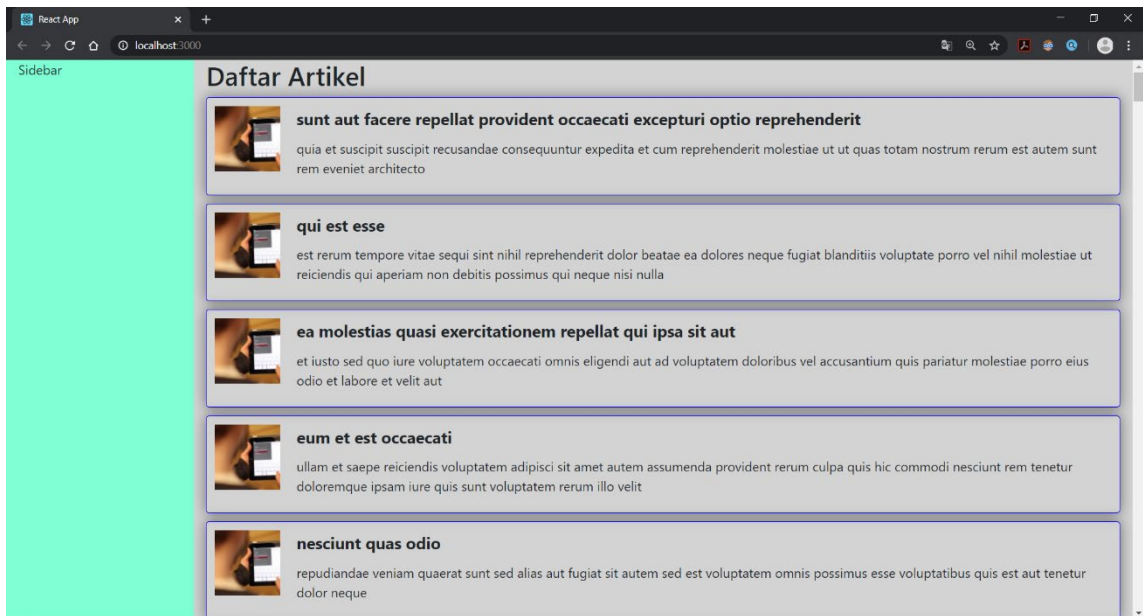 React App
localhost:3000
Sidebar
Daftar Artikel
sunt aut facere repellat provident occaecati excepturi optio reprehenderit
quia et suscipit suscipit recusandae consequuntur expedita et cum reprehenderit molestiae ut ut quas totam nostrum rerum est autem sunt
rem eveniet architecto
qui est esse
est rerum tempore vitae sequi sint nihil reprehenderit dolor beatae ea dolores neque fugiat blanditiis voluptate porro vel nihil molestiae ut
reiciendis qui aperiam non debitis possimus qui neque nisi nulla
ea molestias quasi exercitationem repellat qui ipsa sit aut
et iusto sed quo iure voluptatem occaecati omnis eligendi aut ad voluptatem doloribus vel accusantium quis pariatur molestiae porro eius
odio et labore et velit aut
eum et est occaecati
ullam et saepe reiciendis voluptatem adipisci sit amet autem assumenda provident rerum culpa quis hic commodi nesciunt rem tenetur
doloremque ipsam iure quis sunt voluptatem rerum illo velit
nesciunt quas odio
repudiandae veniam quaerat sunt sed alias aut fugiat sit autem sed est voluptatem omnis possimus esse voluptatibus quis est aut tenetur
dolor neque